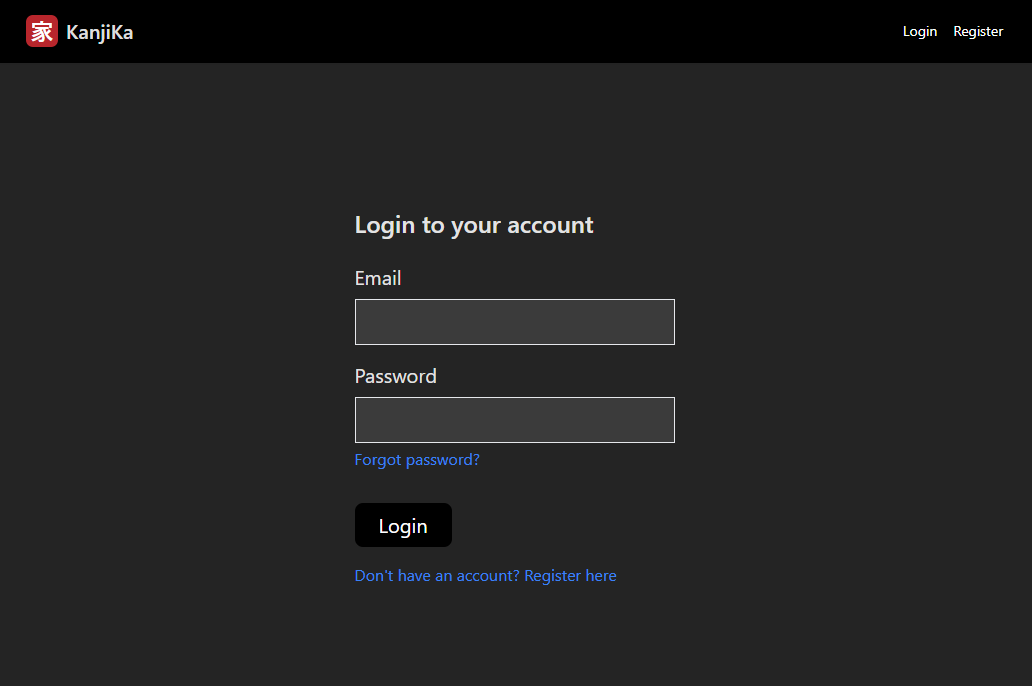 家 KanjiKa
Login Register
Login to your account
Email
Password
Forgot password?
Login
Don't have an account? Register here